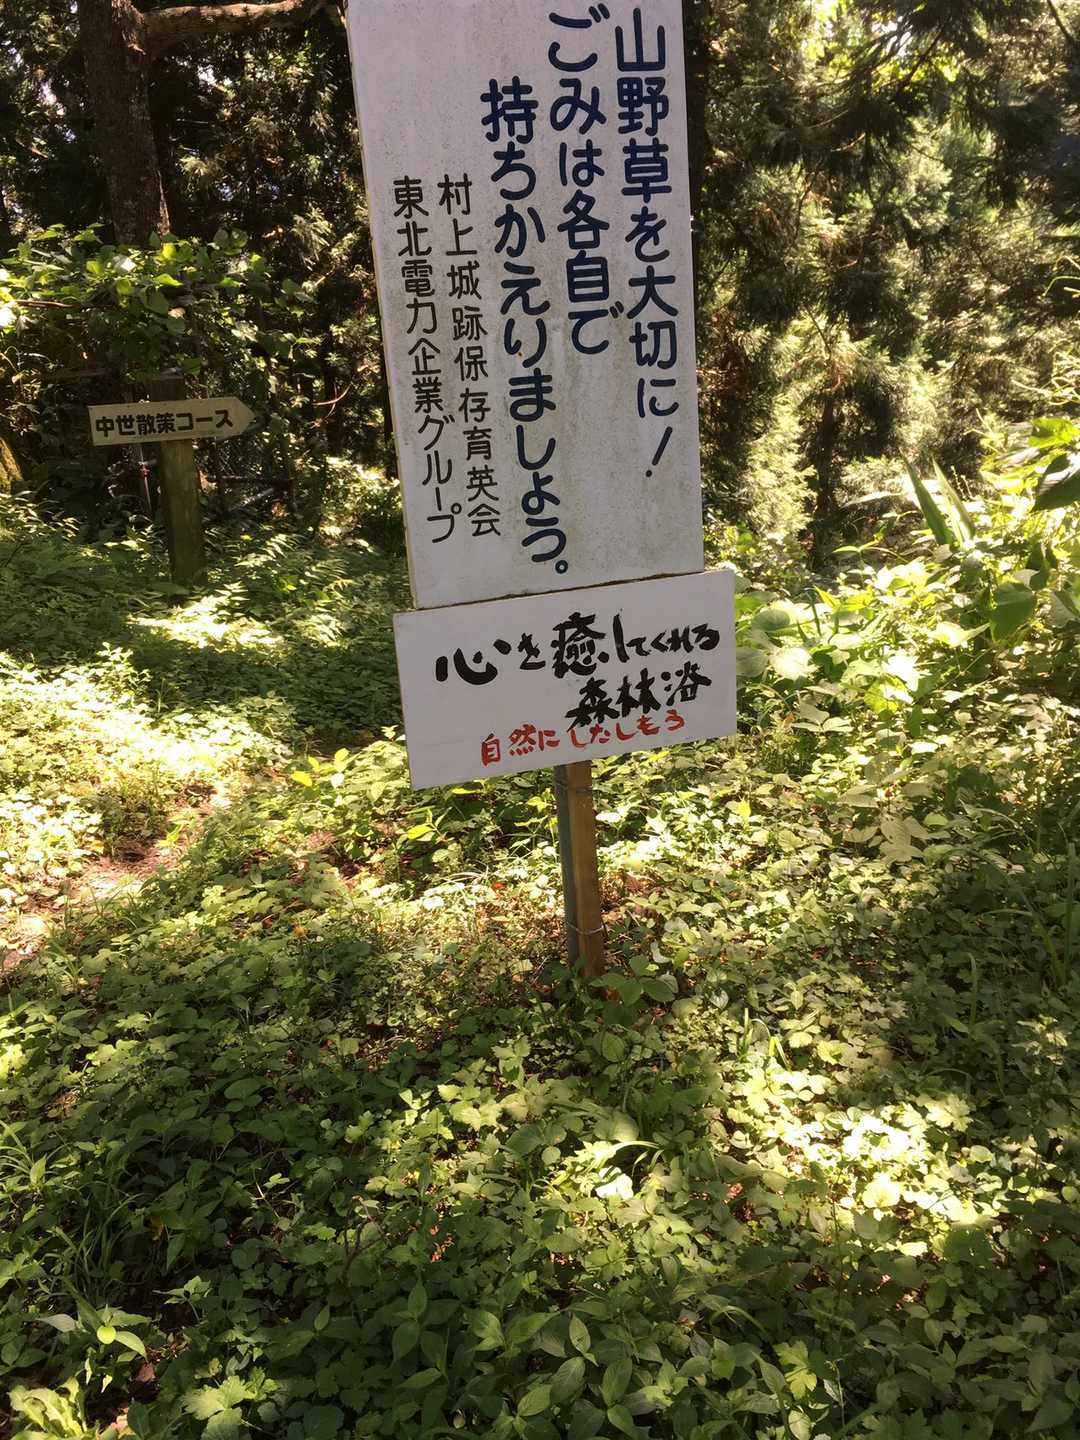 山野草を大切に！
ごみは各自で
持ちかえりましょう。
村上城跡保存育英会
東北電力企業グループ
心を癒してくれる
森林浴
自然にしたしもう
中世散策コース